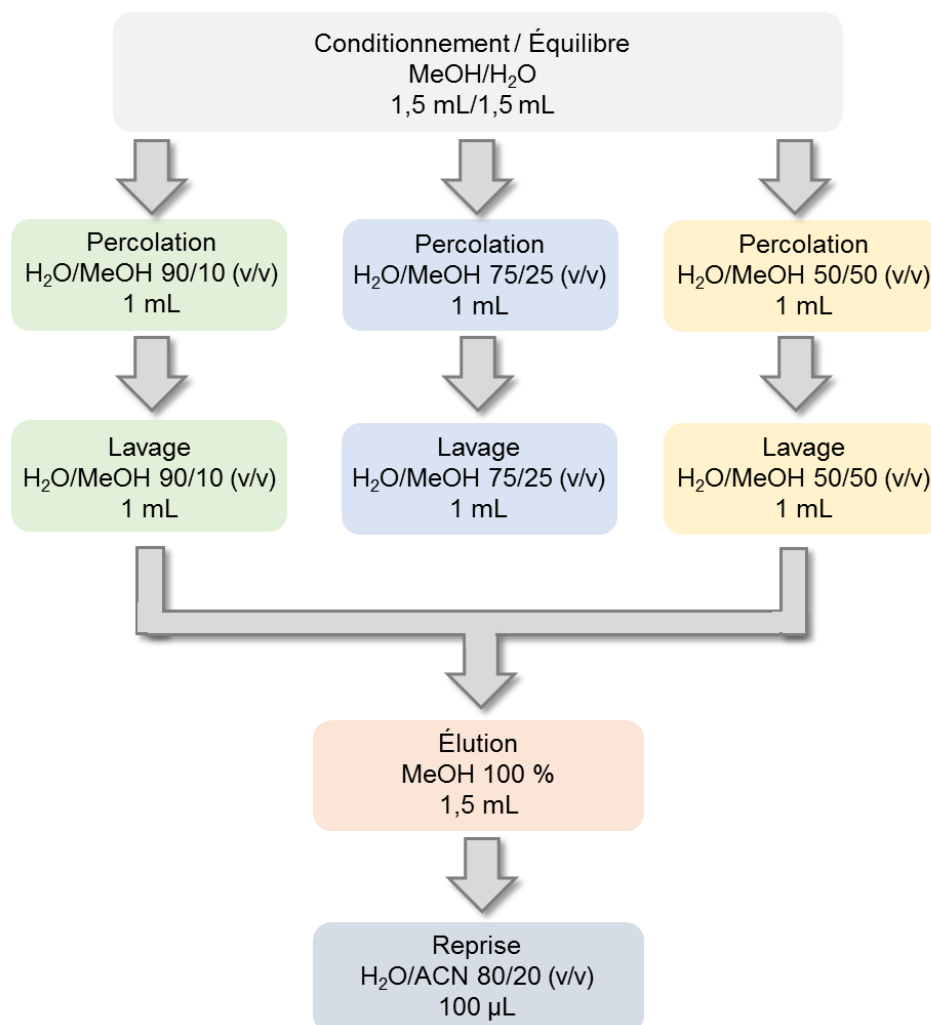 Conditionnement / Équilibre
MeOH/H₂O
1,5 mL/1,5 mL
Percolation
H₂O/MeOH 90/10 (v/v)
1 mL
Percolation
H₂O/MeOH 75/25 (v/v)
1 mL
Percolation
H₂O/MeOH 50/50 (v/v)
1 mL
Lavage
H₂O/MeOH 90/10 (v/v)
1 mL
Lavage
H₂O/MeOH 75/25 (v/v)
1 mL
Lavage
H₂O/MeOH 50/50 (v/v)
1 mL
Élution
MeOH 100 %
1,5 mL
Reprise
H₂O/ACN 80/20 (v/v)
100 µL